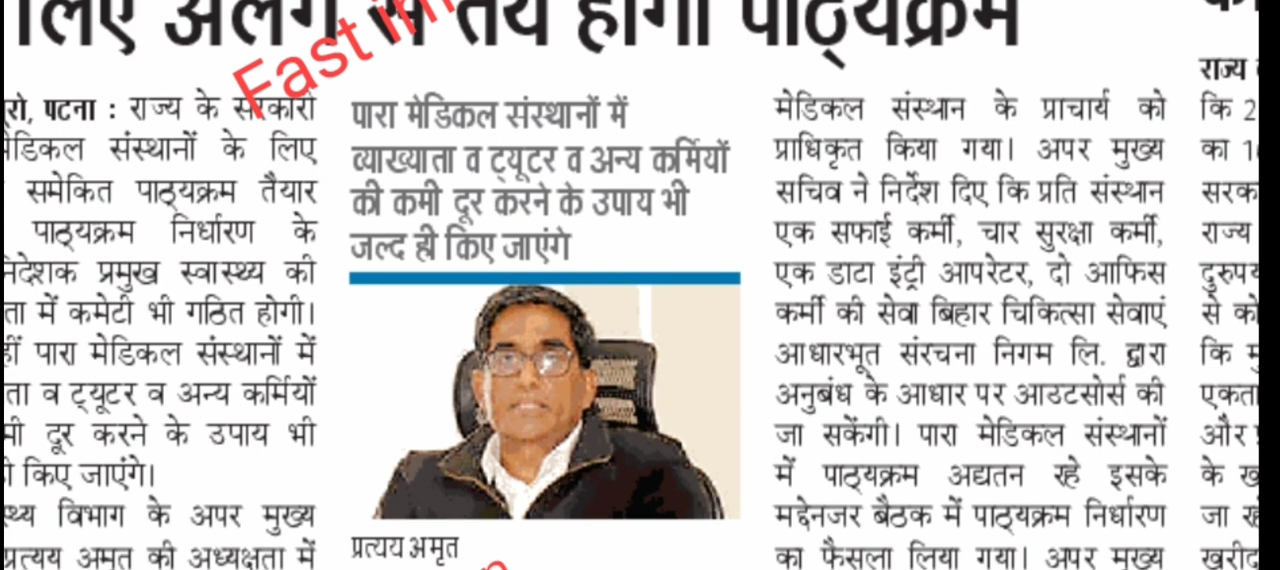 लिए अलग से तय होगा पाठ्यक्रम
Fast
पटना : राज्य के सरकारी
मेडिकल संस्थानों के लिए
समेकित पाठ्यक्रम तैयार
पाठ्यक्रम निर्धारण के
निदेशक प्रमुख स्वास्थ्य की
में कमेटी भी गठित होगी।
पारा मेडिकल संस्थानों में
व ट्यूटर व अन्य कर्मियों
दूर करने के उपाय भी
किए जाएंगे।
विभाग के अपर मुख्य
प्रत्यय अमृत की अध्यक्षता में
पारा मेडिकल संस्थानों में
व्याख्याता व ट्यूटर व अन्य कर्मियों
की कमी दूर करने के उपाय भी
जल्द ही किए जाएंगे
प्रत्यय अमृत
मेडिकल संस्थान के प्राचार्य को
प्राधिकृत किया गया। अपर मुख्य
सचिव ने निर्देश दिए कि प्रति संस्थान
एक सफाई कर्मी, चार सुरक्षा कर्मी,
एक डाटा इंट्री आपरेटर, दो आफिस
कर्मी की सेवा बिहार चिकित्सा सेवाएं
आधारभूत संरचना निगम लि. द्वारा
अनुबंध के आधार पर आउटसोर्स की
जा सकेंगी। पारा मेडिकल संस्थानों
में पाठ्यक्रम अद्यतन रहे इसके
मद्देनजर बैठक में पाठ्यक्रम निर्धारण
का फैसला लिया गया। अपर मुख्य
राज्य
कि 2
का
राज्य
से
कि
और
के
जा